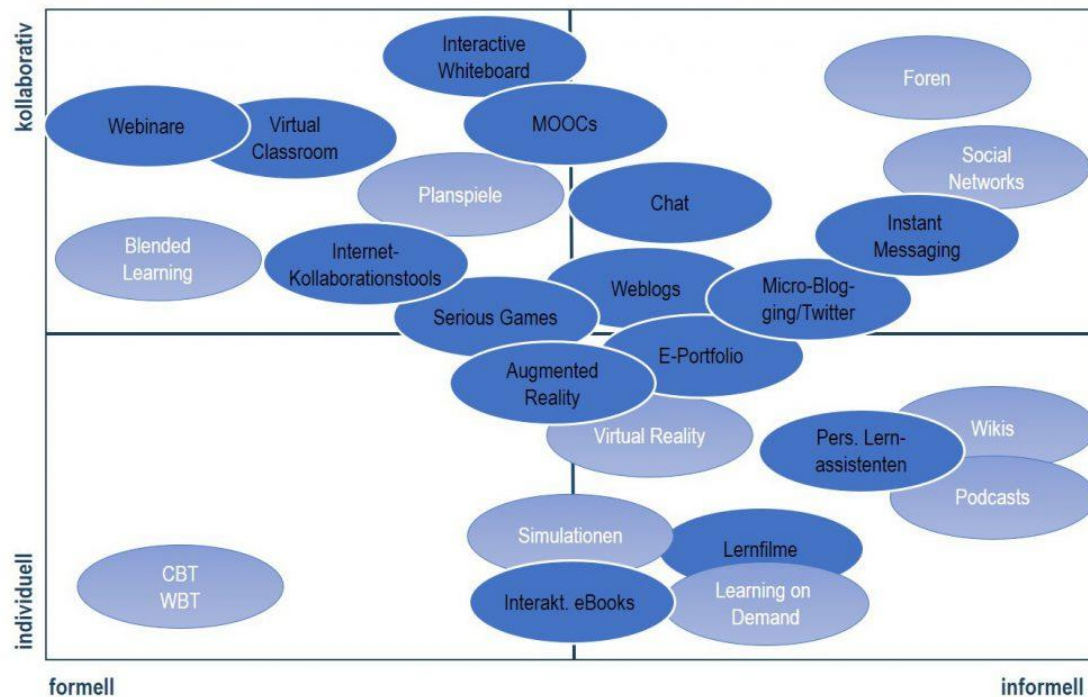 kollaborativ
Interactive
Whiteboard
Foren
Webinare
Virtual
Classroom
MOOCs
Social
Networks
Planspiele
Chat
Instant
Messaging
Blended
Learning
Internet-
Kollaborationstools
Weblogs
Micro-Blog-
ging/Twitter
Serious Games
E-Portfolio
Augmented
Reality
Virtual Reality
Pers. Lern-
assistenten
Wikis
Podcasts
Simulationen
Lernfilme
CBT
WBT
Interakt. eBooks
Learning on
Demand
individuell
formell
informell